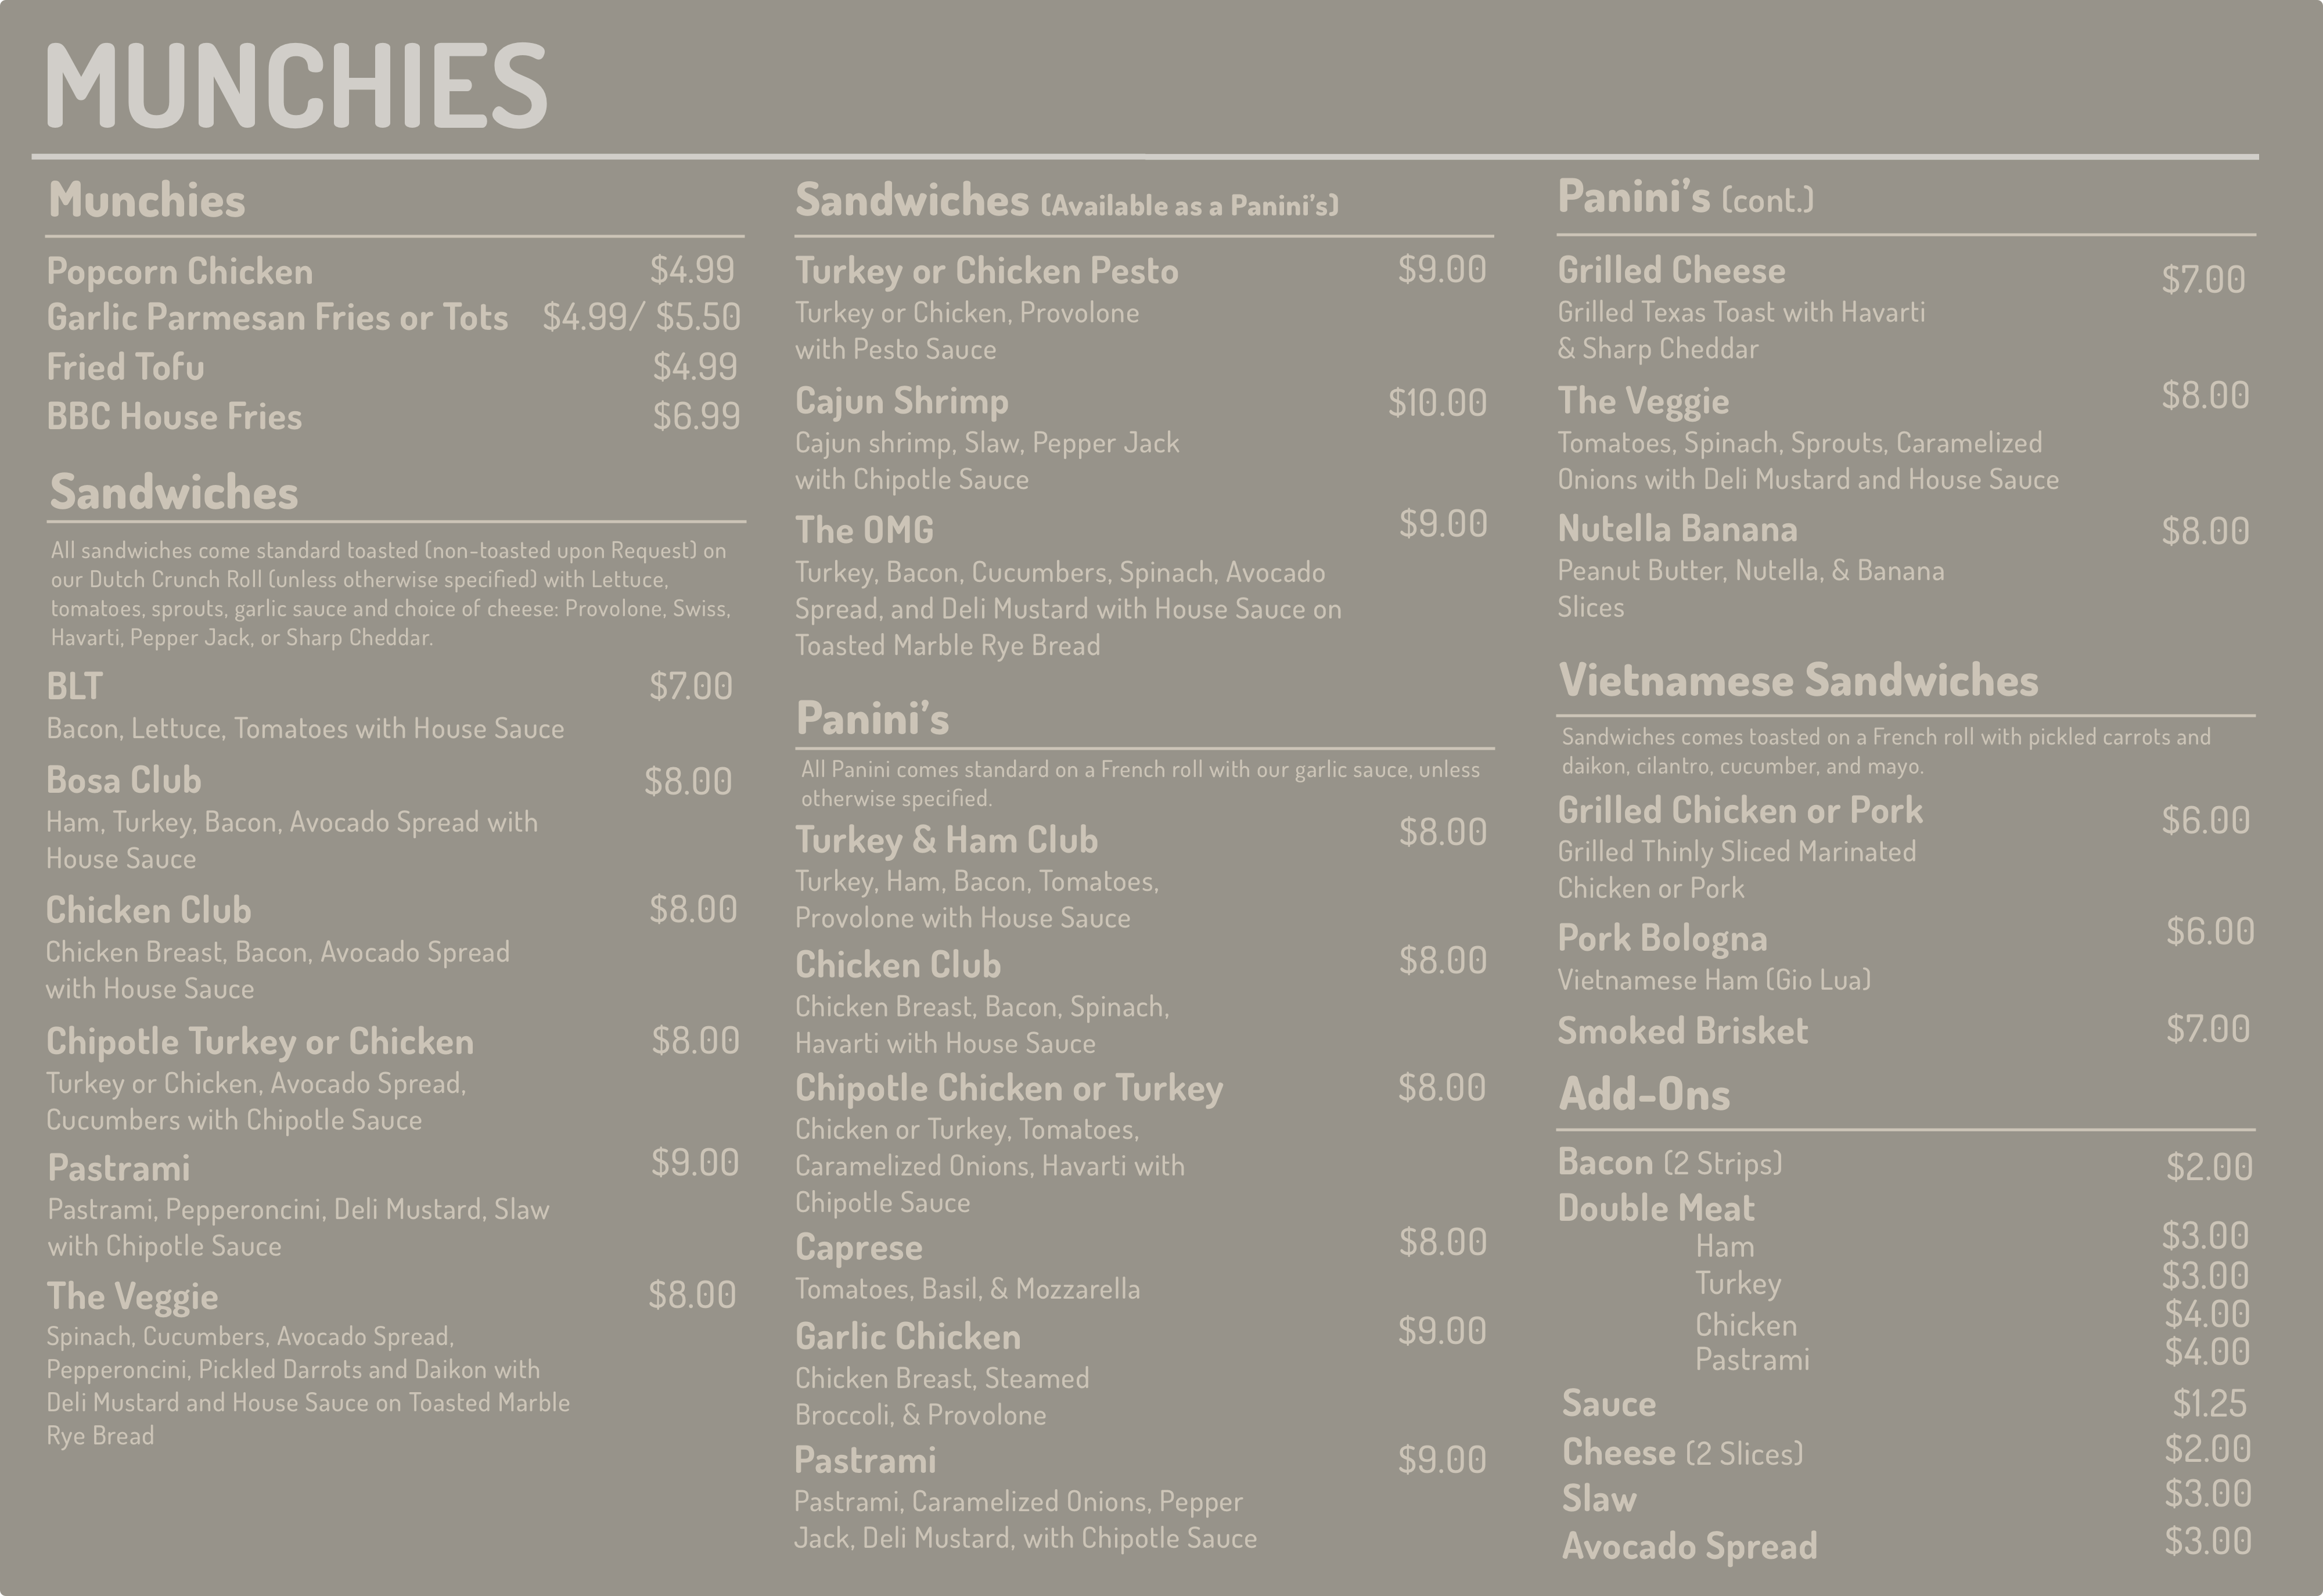 MUNCHIES
Munchies
Popcorn Chicken $4.99
Garlic Parmesan Fries or Tots $4.99/ $5.50
Fried Tofu $4.99
BBC House Fries $6.99
Sandwiches
All sandwiches come standard toasted (non-toasted upon Request) on
our Dutch Crunch Roll (unless otherwise specified) with Lettuce,
tomatoes, sprouts, garlic sauce and choice of cheese: Provolone, Swiss,
Havarti, Pepper Jack, or Sharp Cheddar.
BLT $7.00
Bacon, Lettuce, Tomatoes with House Sauce
Bosa Club $8.00
Ham, Turkey, Bacon, Avocado Spread with
House Sauce
Chicken Club $8.00
Chicken Breast, Bacon, Avocado Spread
with House Sauce
Chipotle Turkey or Chicken $8.00
Turkey or Chicken, Avocado Spread,
Cucumbers with Chipotle Sauce
Pastrami $9.00
Pastrami, Pepperoncini, Deli Mustard, Slaw
with Chipotle Sauce
The Veggie $8.00
Spinach, Cucumbers, Avocado Spread,
Pepperoncini, Pickled Darrots and Daikon with
Deli Mustard and House Sauce on Toasted Marble
Rye Bread
Sandwiches (Available as a Panini's)
Turkey or Chicken Pesto $9.00
Turkey or Chicken, Provolone
with Pesto Sauce
Cajun Shrimp $10.00
Cajun shrimp, Slaw, Pepper Jack
with Chipotle Sauce
The OMG $9.00
Turkey, Bacon, Cucumbers, Spinach, Avocado
Spread, and Deli Mustard with House Sauce on
Toasted Marble Rye Bread
Panini's
All Panini comes standard on a French roll with our garlic sauce, unless
otherwise specified.
Turkey & Ham Club $8.00
Turkey, Ham, Bacon, Tomatoes,
Provolone with House Sauce
Chicken Club $8.00
Chicken Breast, Bacon, Spinach,
Havarti with House Sauce
Chipotle Chicken or Turkey $8.00
Chicken or Turkey, Tomatoes,
Caramelized Onions, Havarti with
Chipotle Sauce
Caprese $8.00
Tomatoes, Basil, & Mozzarella
Garlic Chicken $9.00
Chicken Breast, Steamed
Broccoli, & Provolone
Pastrami $9.00
Pastrami, Caramelized Onions, Pepper
Jack, Deli Mustard, with Chipotle Sauce
Panini's (cont.)
Grilled Cheese $7.00
Grilled Texas Toast with Havarti
& Sharp Cheddar
The Veggie $8.00
Tomatoes, Spinach, Sprouts, Caramelized
Onions with Deli Mustard and House Sauce
Nutella Banana $8.00
Peanut Butter, Nutella, & Banana
Slices
Vietnamese Sandwiches
Sandwiches comes toasted on a French roll with pickled carrots and
daikon, cilantro, cucumber, and mayo.
Grilled Chicken or Pork $6.00
Grilled Thinly Sliced Marinated
Chicken or Pork
Pork Bologna $6.00
Vietnamese Ham (Gio Lua)
Smoked Brisket $7.00
Add-Ons
Bacon (2 Strips) $2.00
Double Meat
Ham $3.00
Turkey $3.00
Chicken $4.00
Pastrami $4.00
Sauce $1.25
Cheese (2 Slices) $2.00
Slaw $3.00
Avocado Spread $3.00